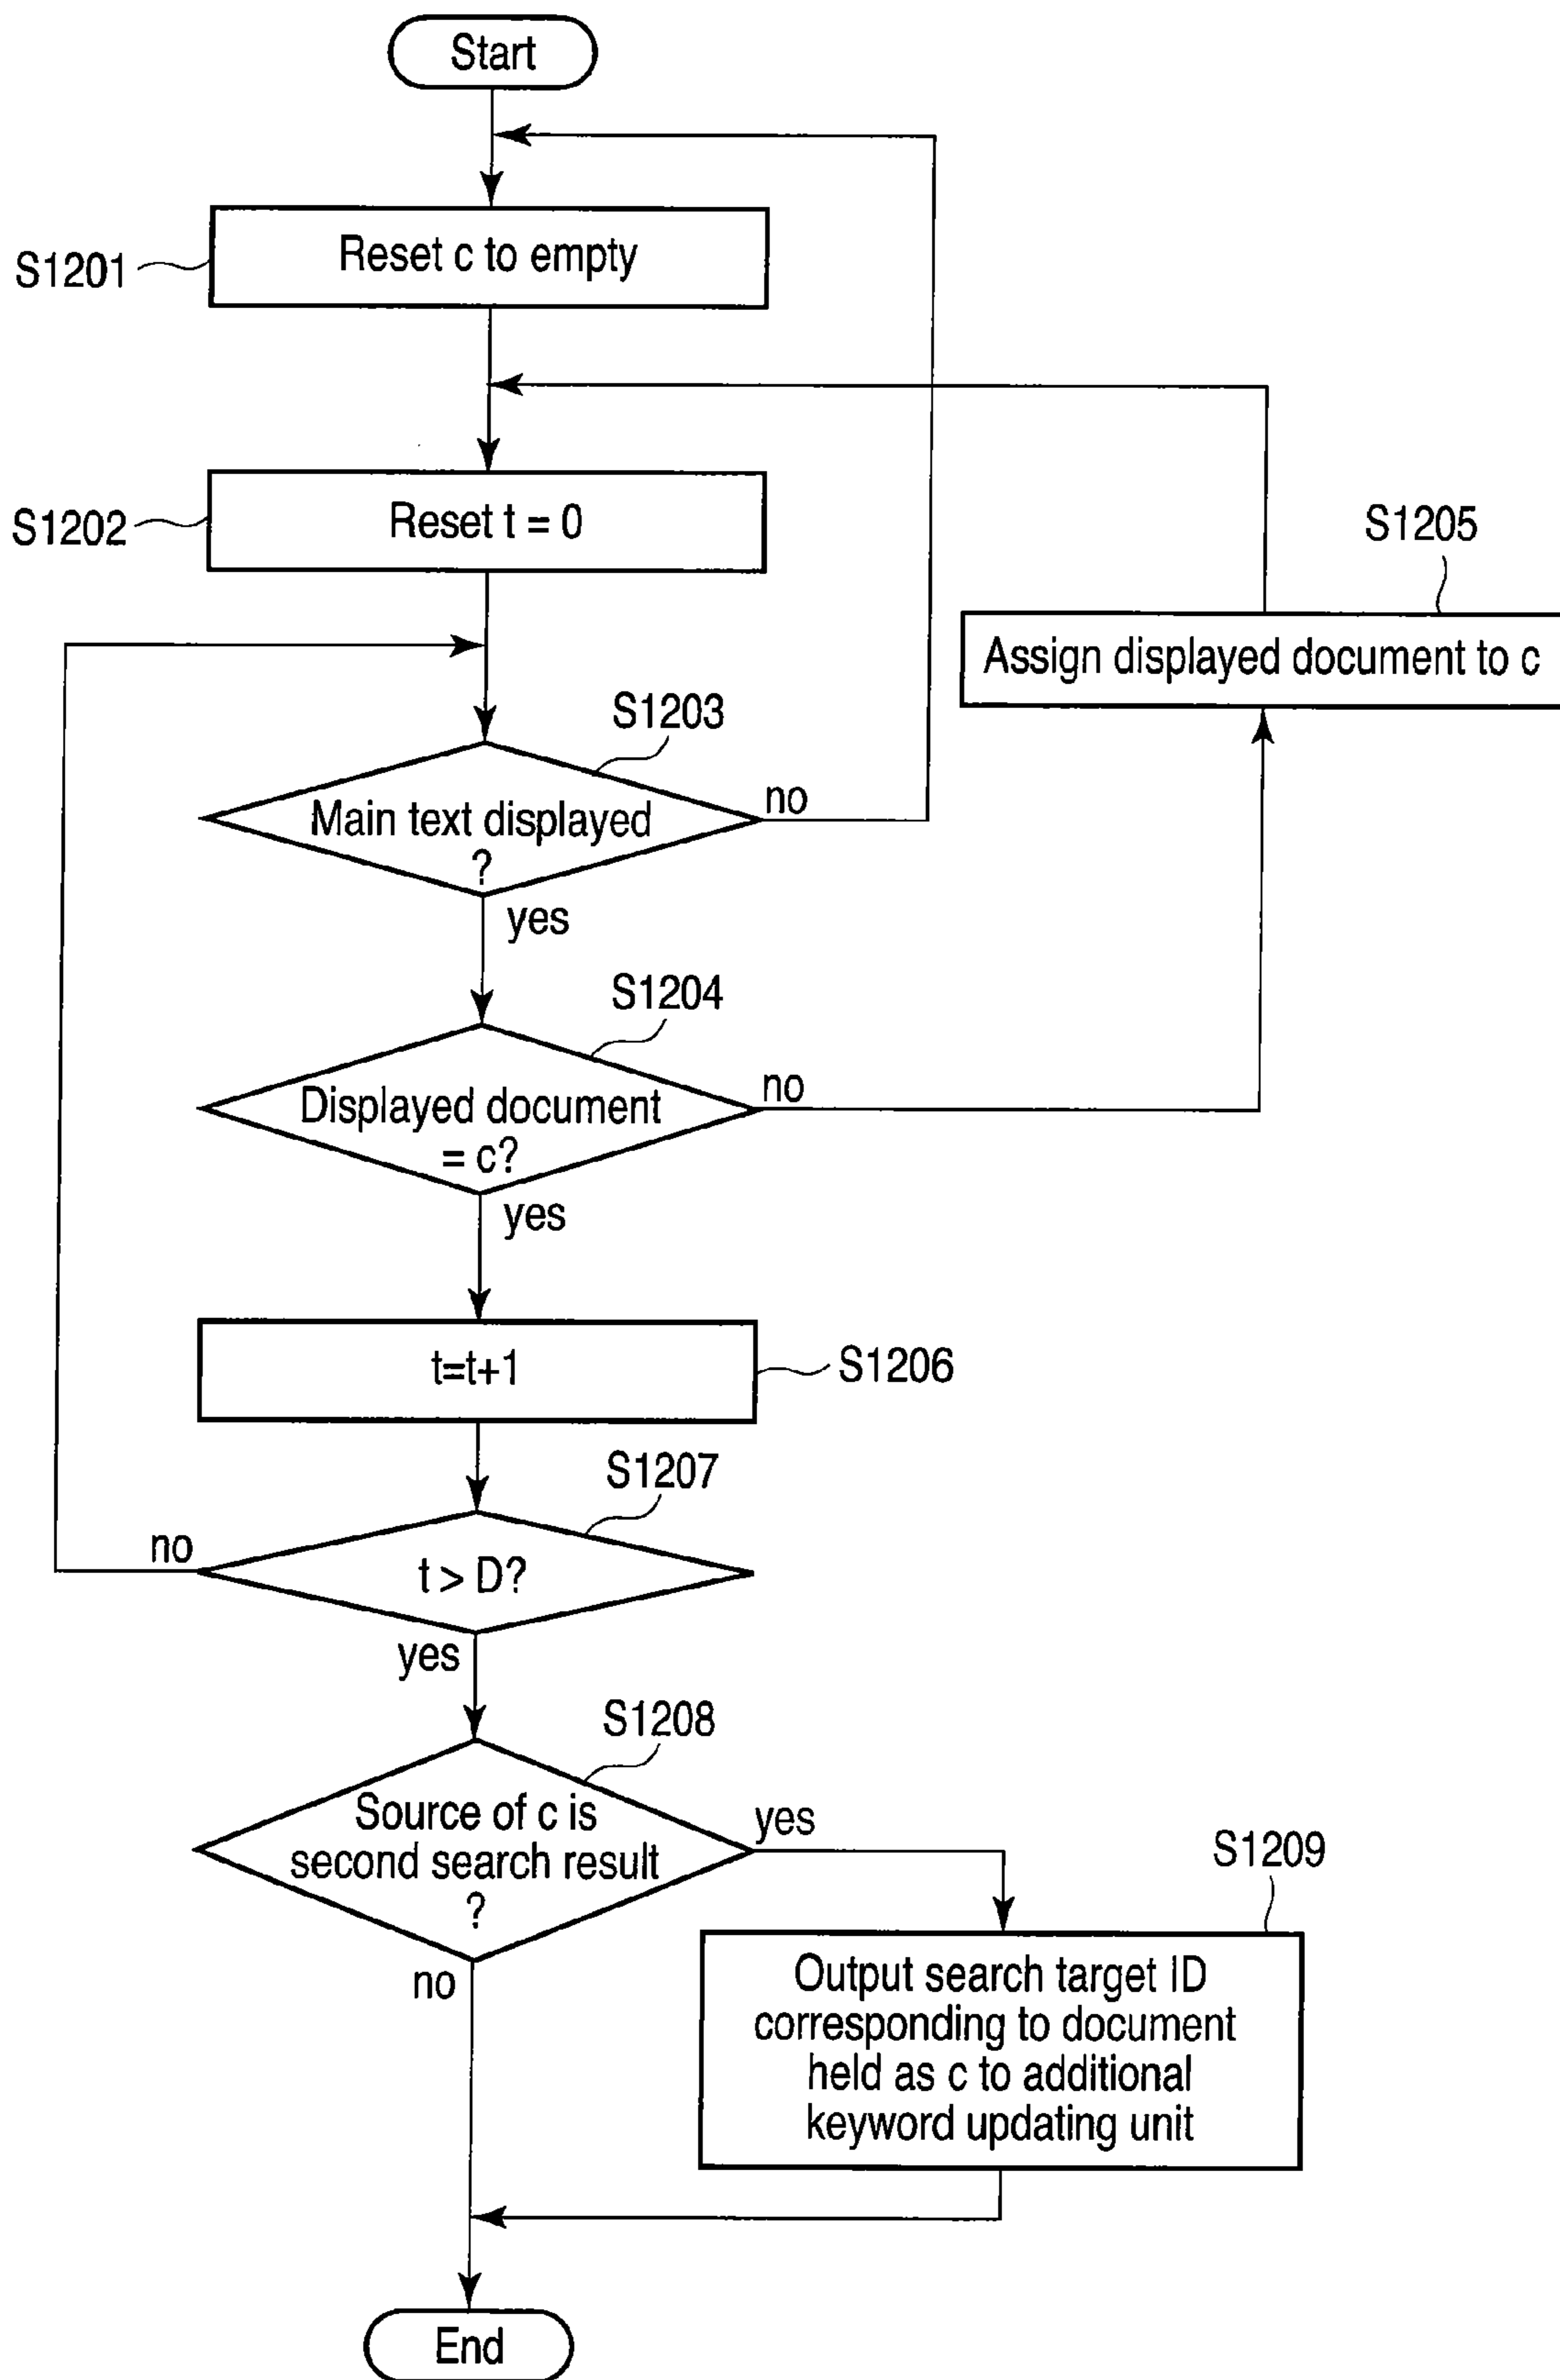 Start
S1201
Reset c to empty
S1202
Reset t = 0
S1205
Assign displayed document to c
S1203
Main text displayed
?
no
yes
S1204
Displayed document
= c?
no
yes
t=t+1
S1206
S1207
no
t > D?
yes
S1208
Source of c is
second search result
?
yes
no
S1209
Output search target ID
corresponding to document
held as c to additional
keyword updating unit
End